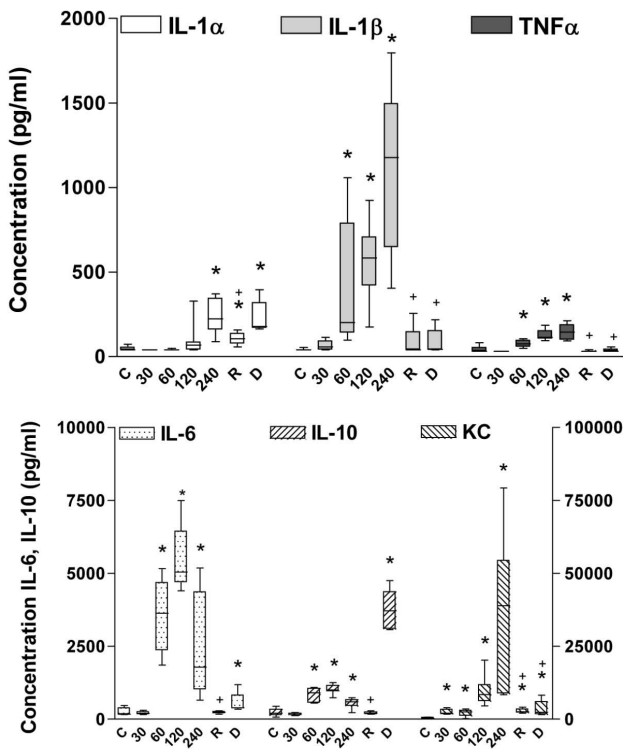 IL-1α IL-1β TNFα
Concentration (pg/ml)
2000
1500
1000
500
0
* * * + * * * * * + + * * * + +
C 30 60 120 240 R D C 30 60 120 240 R D C 30 60 120 240 R D
IL-6 IL-10 KC
Concentration IL-6, IL-10 (pg/ml)
10000 100000
7500 75000
5000 50000
2500 25000
0 0
* * * + * * * * + * * * * * + * + *
C 30 60 120 240 R D C 30 60 120 240 R D C 30 60 120 240 R D